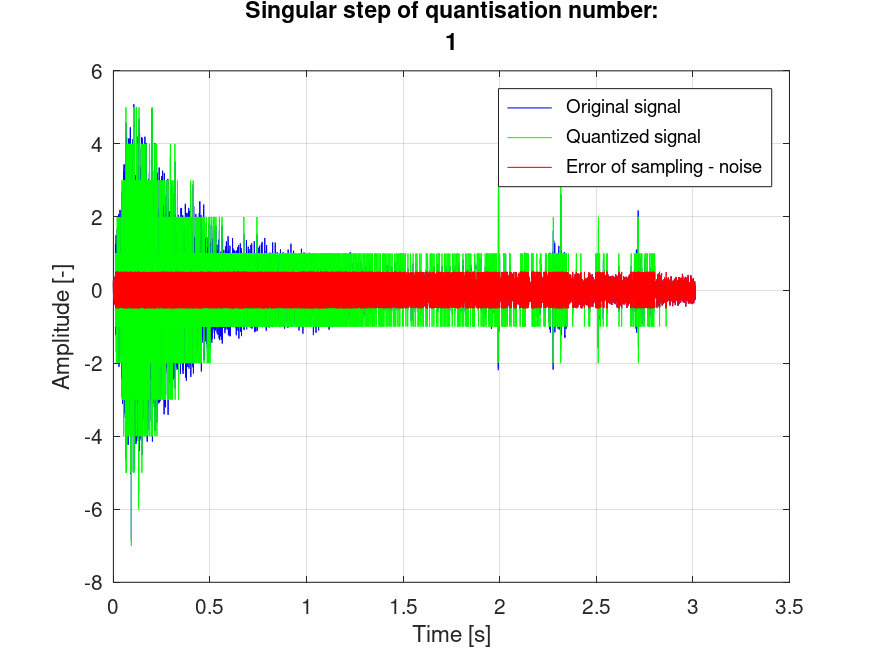 Singular step of quantisation number:
1
6
4
2
0
-2
-4
-6
-8
Amplitude [-]
Original signal
Quantized signal
Error of sampling - noise
0
0.5
1
1.5
2
2.5
3
3.5
Time [s]